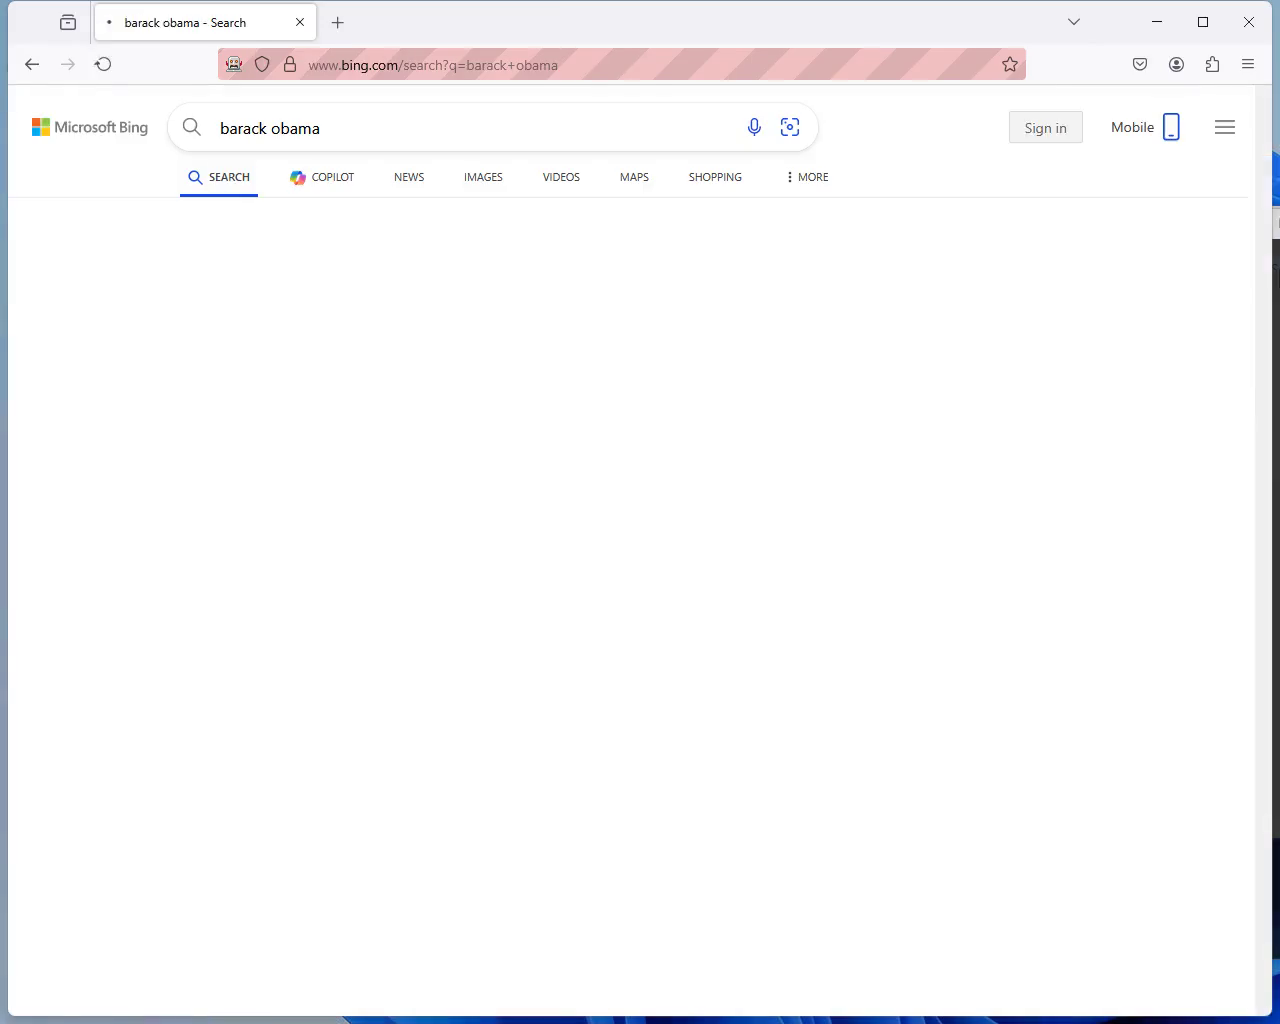 barack obama - Search
www.bing.com/search?q=barack+obama
Microsoft Bing
barack obama
Sign in
Mobile
SEARCH
COPILOT
NEWS
IMAGES
VIDEOS
MAPS
SHOPPING
MORE